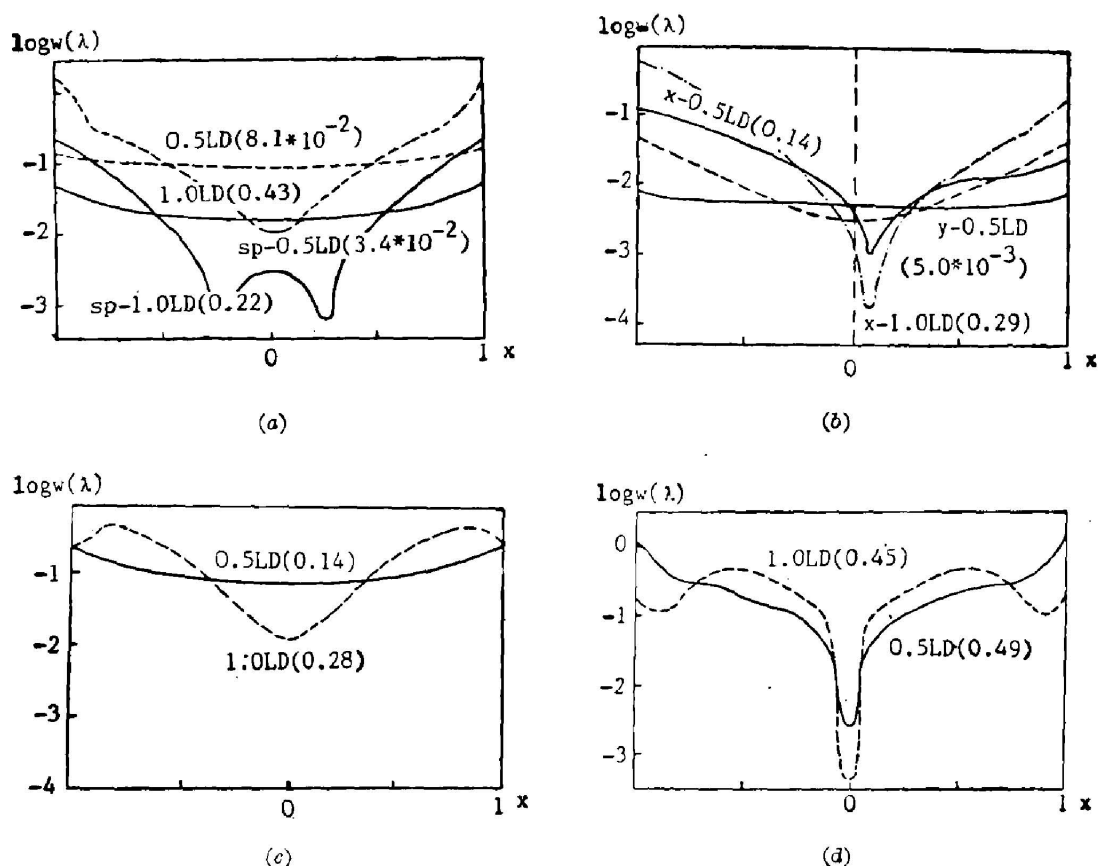 logw(λ)
0.5LD(8.1*10⁻²)
-1
1.0LD(0.43)
-2
sp-0.5LD(3.4*10⁻²)
sp-1.0LD(0.22)
-3
0
1 x
(a)
logw(λ)
-1
x-0.5LD(0.14)
-2
y-0.5LD
-3
(5.0*10⁻³)
-4
x-1.0LD(0.29)
0
1 x
(b)
logw(λ)
0.5LD(0.14)
-1
-2
1.0LD(0.28)
-3
-4
0
1 x
(c)
logw(λ)
0
1.0LD(0.45)
-1
0.5LD(0.49)
-2
-3
0
1 x
(d)